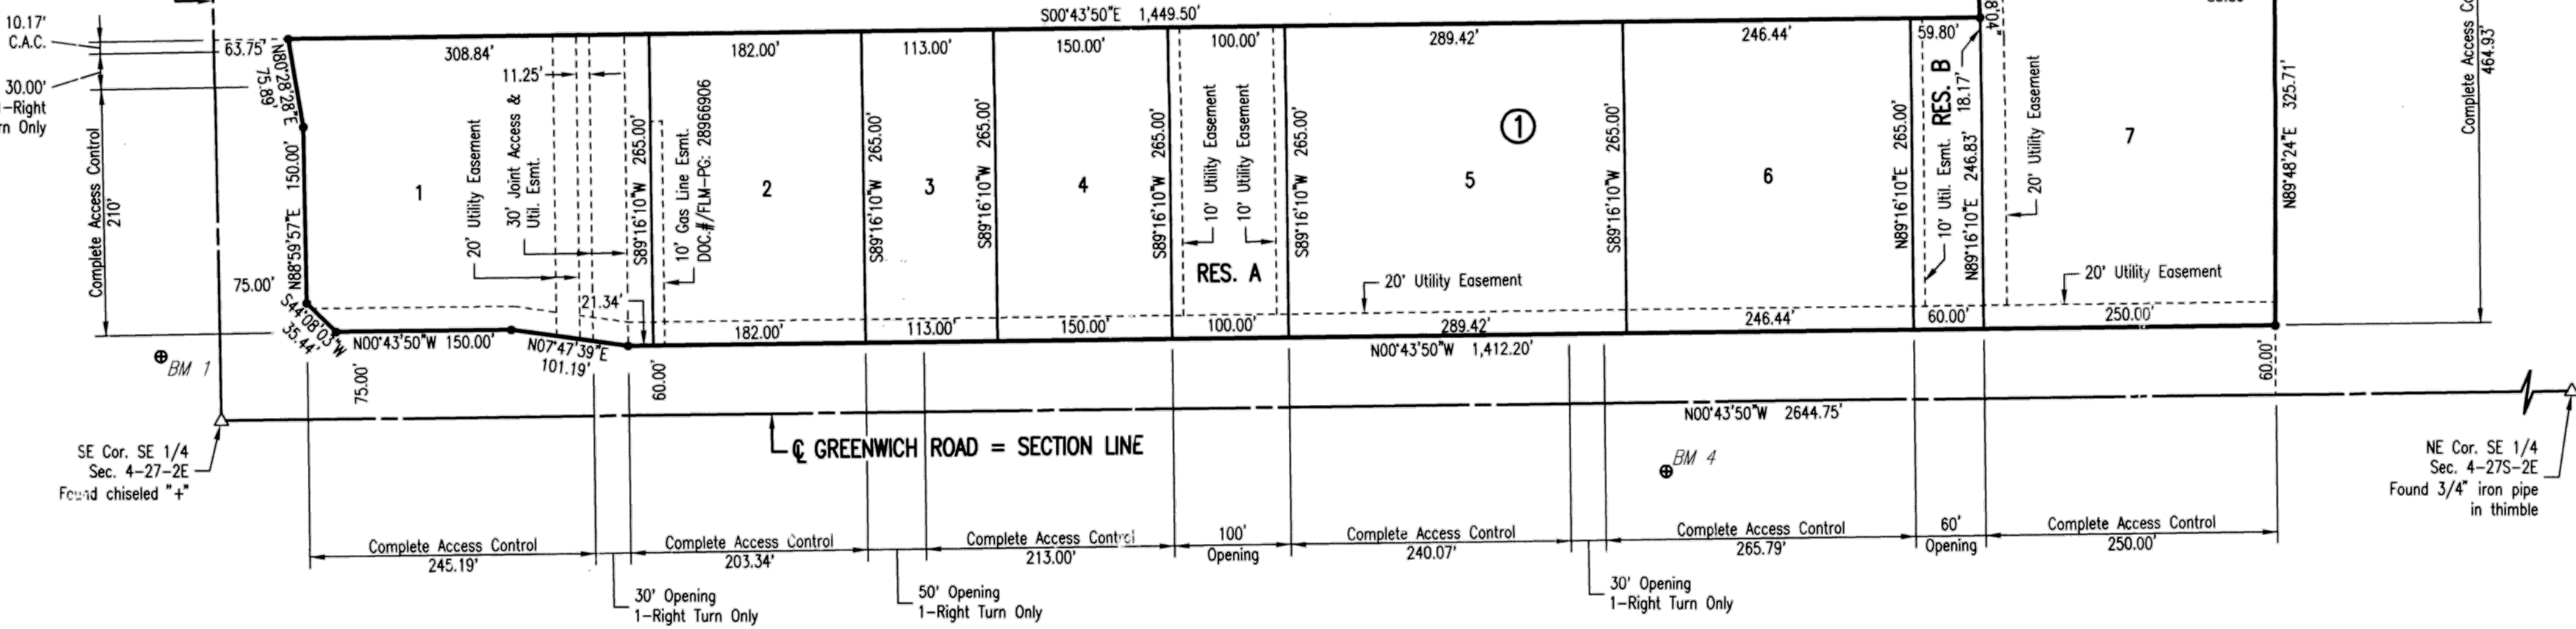 10.17'
C.A.C.
30.00'
1-Right
Turn Only
Complete Access Control
210'
63.75'
N80°28'28"E
75.89'
N88°59'57"E 150.00'
75.00'
S44°08'03"W
35.44'
S00°43'50"E 1,449.50'
308.84'
182.00'
113.00'
150.00'
100.00'
289.42'
246.44'
59.80'
11.25'
1
20' Utility Easement
30' Joint Access &
Util. Esmt.
S89°16'10"W 265.00'
10' Gas Line Esmt.
DOC.#/FLM-PG: 28966906
2
S89°16'10"W 265.00'
3
S89°16'10"W 265.00'
4
S89°16'10"W 265.00'
10' Utility Easement
10' Utility Easement
RES. A
S89°16'10"W 265.00'
1
5
20' Utility Easement
S89°16'10"W 265.00'
6
N89°16'10"E 265.00'
10' Util. Esmt.
RES. B
N89°16'10"E 246.83'
18.17'
20' Utility Easement
7
20' Utility Easement
N89°48'24"E 325.71'
Complete Access
464.93'
21.34'
182.00'
113.00'
150.00'
100.00'
289.42'
246.44'
60.00'
250.00'
N00°43'50"W 150.00'
N07°47'39"E
101.19'
N00°43'50"W 1,412.20'
75.00'
60.00'
60.00'
BM 1
SE Cor. SE 1/4
Sec. 4-27-2E
Found chiseled "+"
℄ GREENWICH ROAD = SECTION LINE
N00°43'50"W 2644.75'
BM 4
NE Cor. SE 1/4
Sec. 4-27S-2E
Found 3/4" iron pipe
in thimble
Complete Access Control
245.19'
30' Opening
1-Right Turn Only
Complete Access Control
203.34'
50' Opening
1-Right Turn Only
Complete Access Control
213.00'
100'
Opening
Complete Access Control
240.07'
30' Opening
1-Right Turn Only
Complete Access Control
265.79'
60'
Opening
Complete Access Control
250.00'